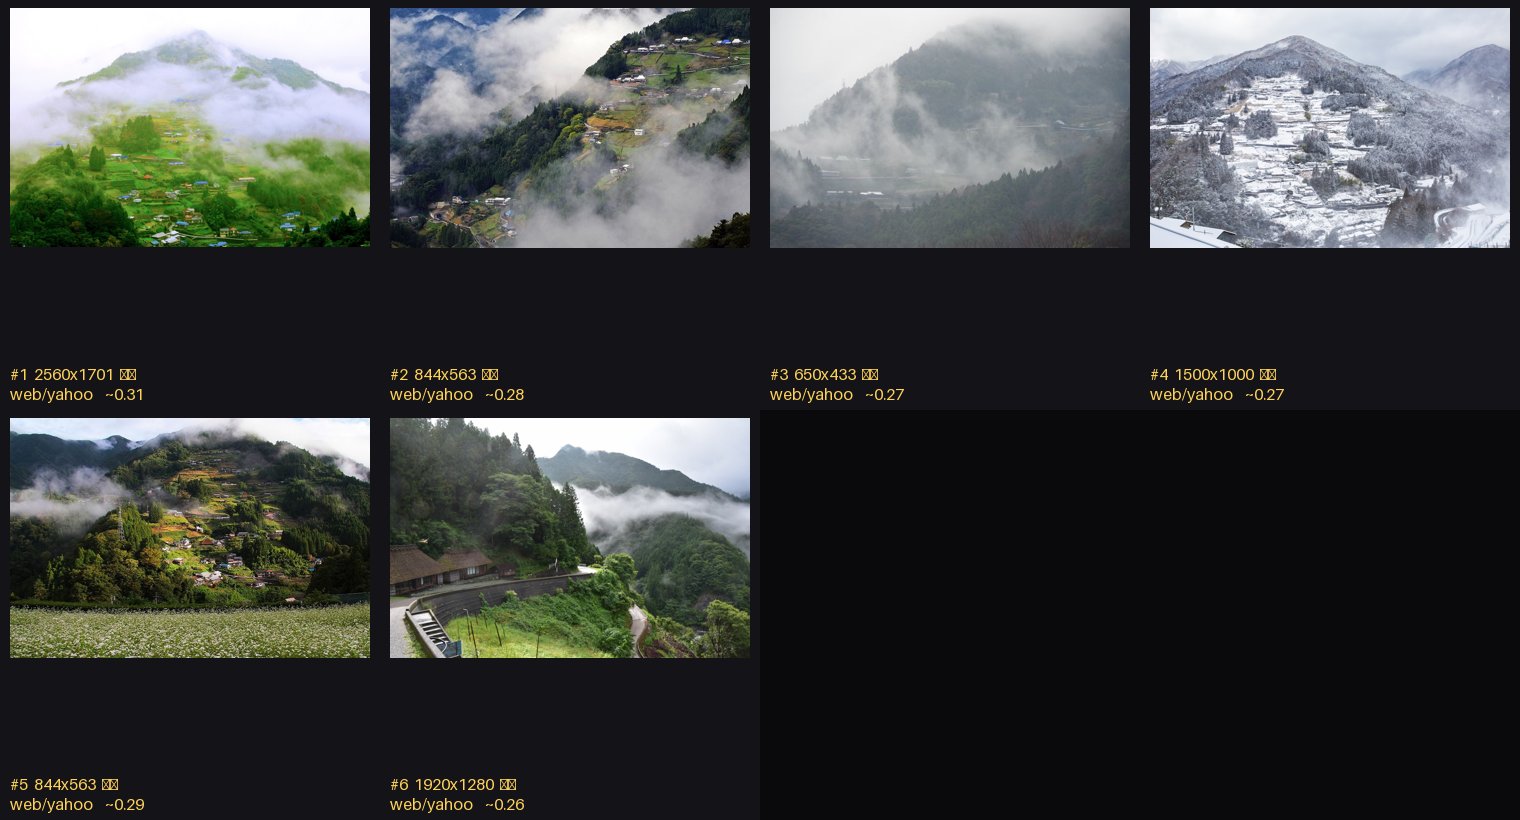 #1 2560x1701
web/yahoo ~0.31
#2 844x563
web/yahoo ~0.28
#3 650x433
web/yahoo ~0.27
#4 1500x1000
web/yahoo ~0.27
#5 844x563
web/yahoo ~0.29
#6 1920x1280
web/yahoo ~0.26